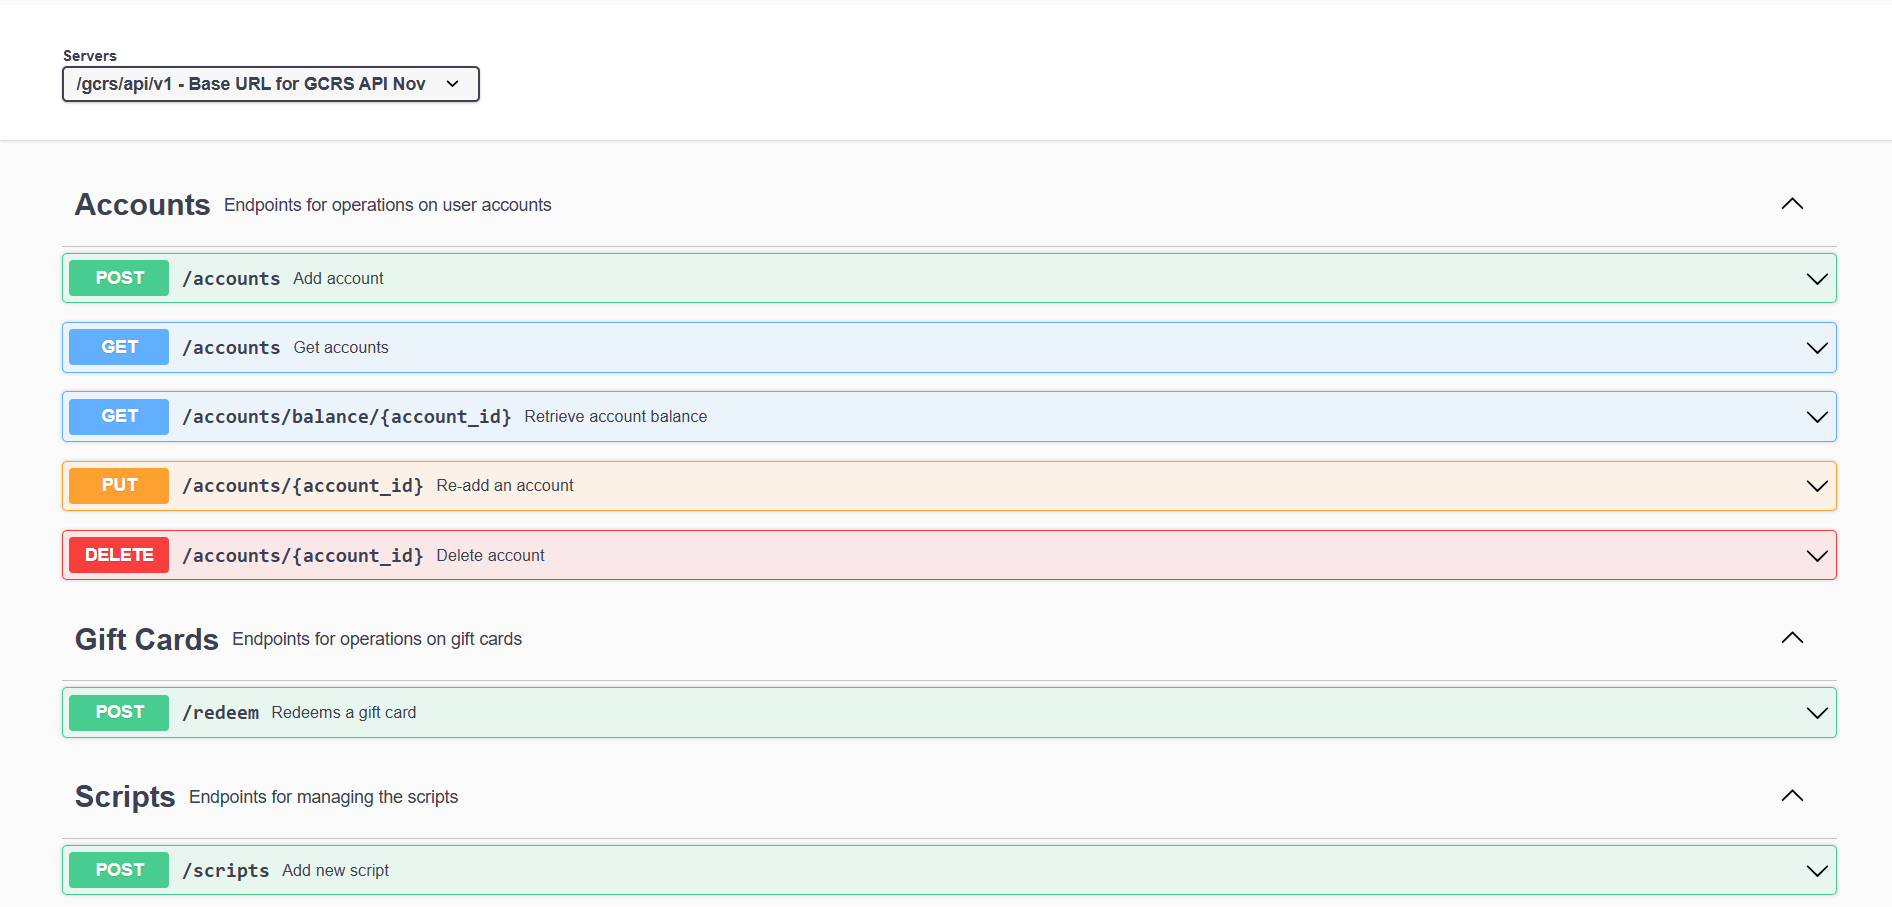 Servers
/gcrs/api/v1 - Base URL for GCRS API Nov
Accounts Endpoints for operations on user accounts
POST /accounts Add account
GET /accounts Get accounts
GET /accounts/balance/{account_id} Retrieve account balance
PUT /accounts/{account_id} Re-add an account
DELETE /accounts/{account_id} Delete account
Gift Cards Endpoints for operations on gift cards
POST /redeem Redeems a gift card
Scripts Endpoints for managing the scripts
POST /scripts Add new script